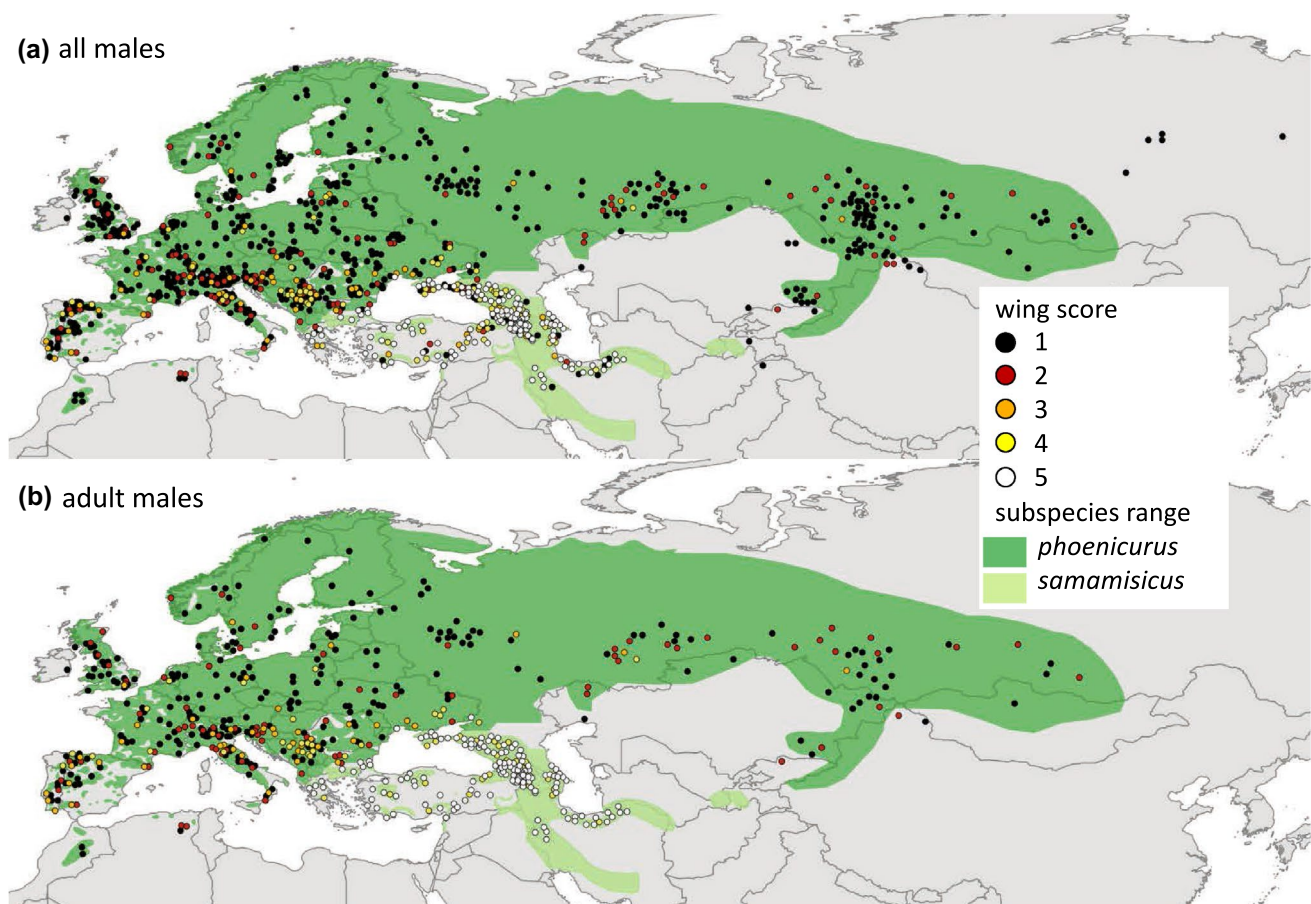 (a) all males
wing score
1
2
3
4
5
subspecies range
phoenicurus
samamisicus
(b) adult males